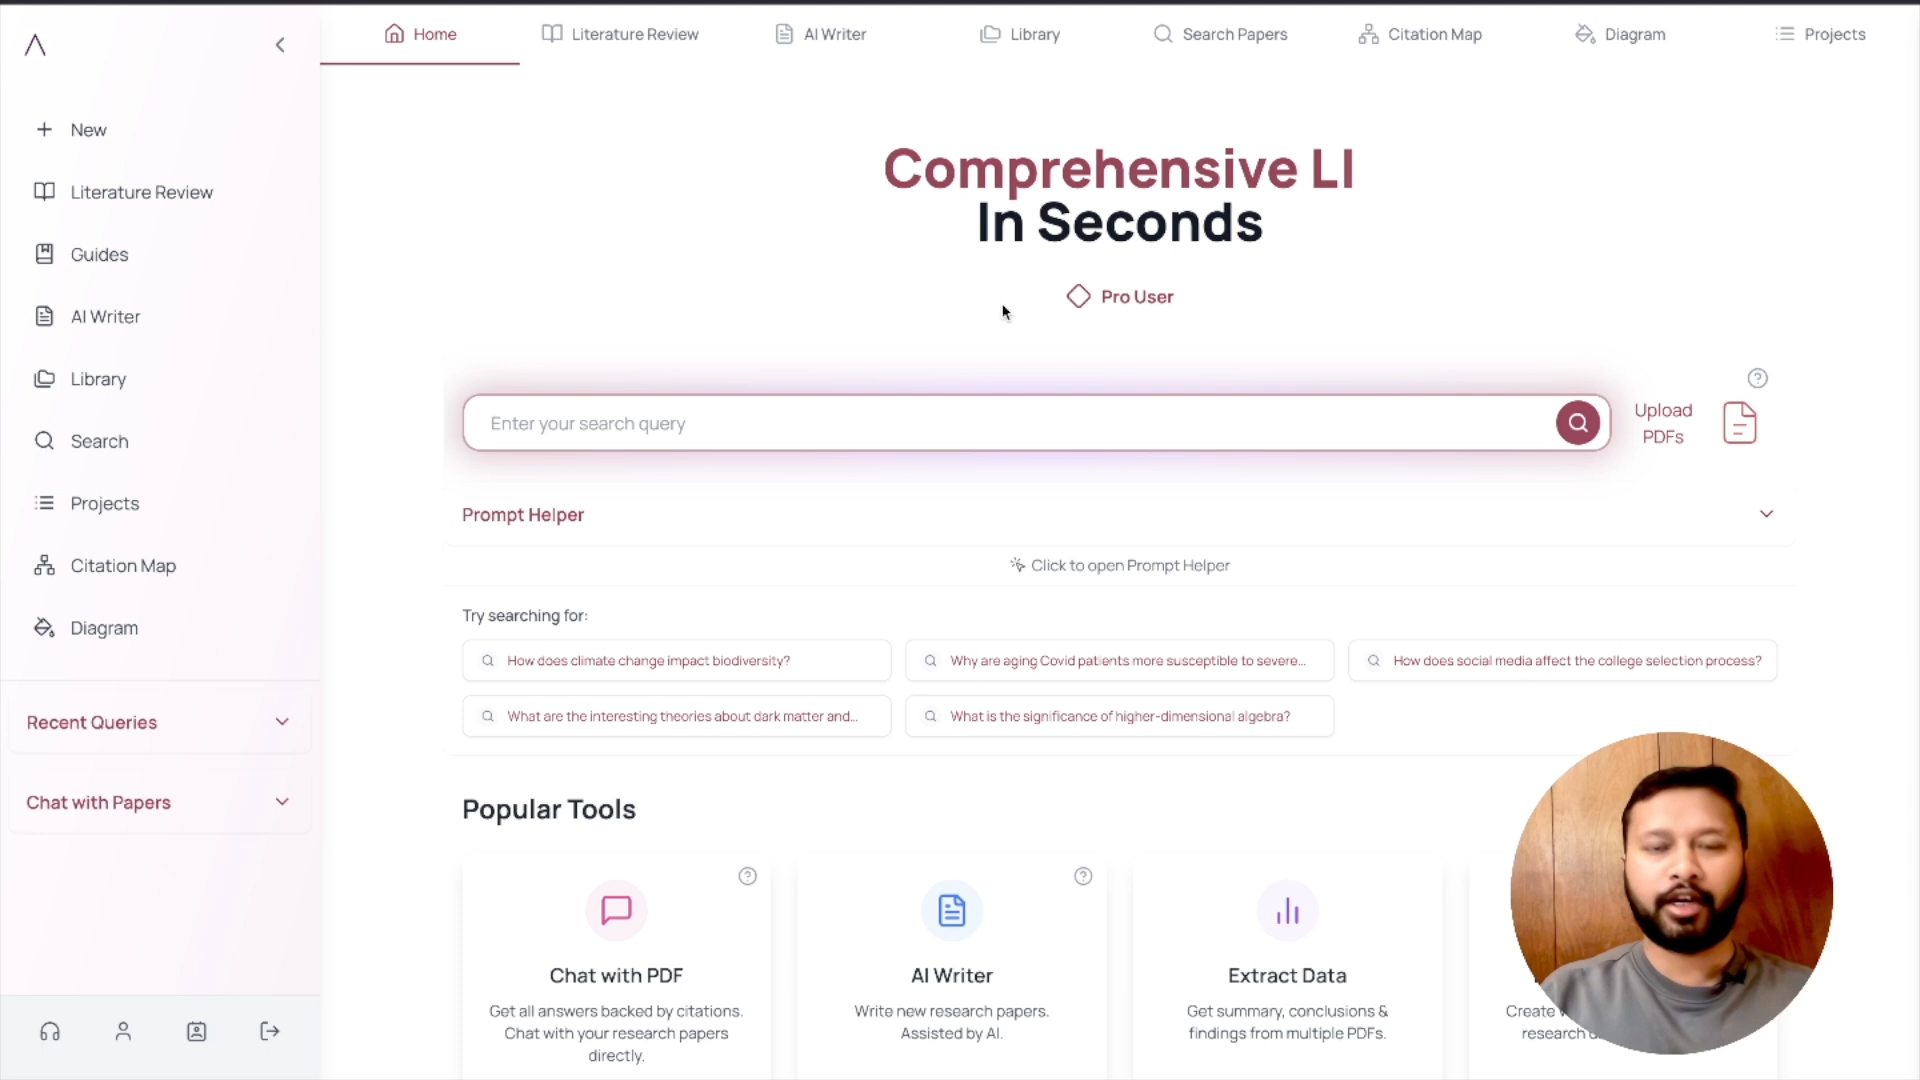 Home
Literature Review
AI Writer
Library
Search Papers
Citation Map
Diagram
Projects
New
Literature Review
Guides
AI Writer
Library
Search
Projects
Citation Map
Diagram
Recent Queries
Chat with Papers
Comprehensive LI
In Seconds
Pro User
Enter your search query
Upload
PDFs
Prompt Helper
Click to open Prompt Helper
Try searching for:
How does climate change impact biodiversity?
Why are aging Covid patients more susceptible to severe...
How does social media affect the college selection process?
What are the interesting theories about dark matter and...
What is the significance of higher-dimensional algebra?
Popular Tools
Chat with PDF
Get all answers backed by citations.
Chat with your research papers
directly.
AI Writer
Write new research papers.
Assisted by AI.
Extract Data
Get summary, conclusions &
findings from multiple PDFs.
Create
research